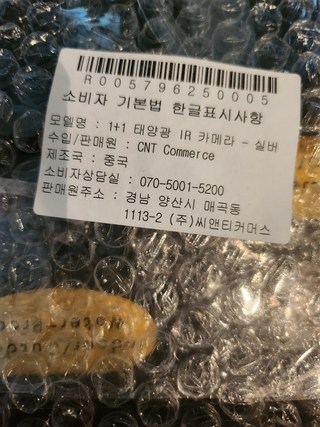 R005796250005
소비자 기본법 한글표시사항
모델명 : 1+1 태양광 IR 카메라 - 실버
수입/판매원 : CNT Commerce
제조국 : 중국
소비자상담실 : 070-5001-5200
판매원주소 : 경남 양산시 매곡동
1113-2 (주)씨앤티커머스